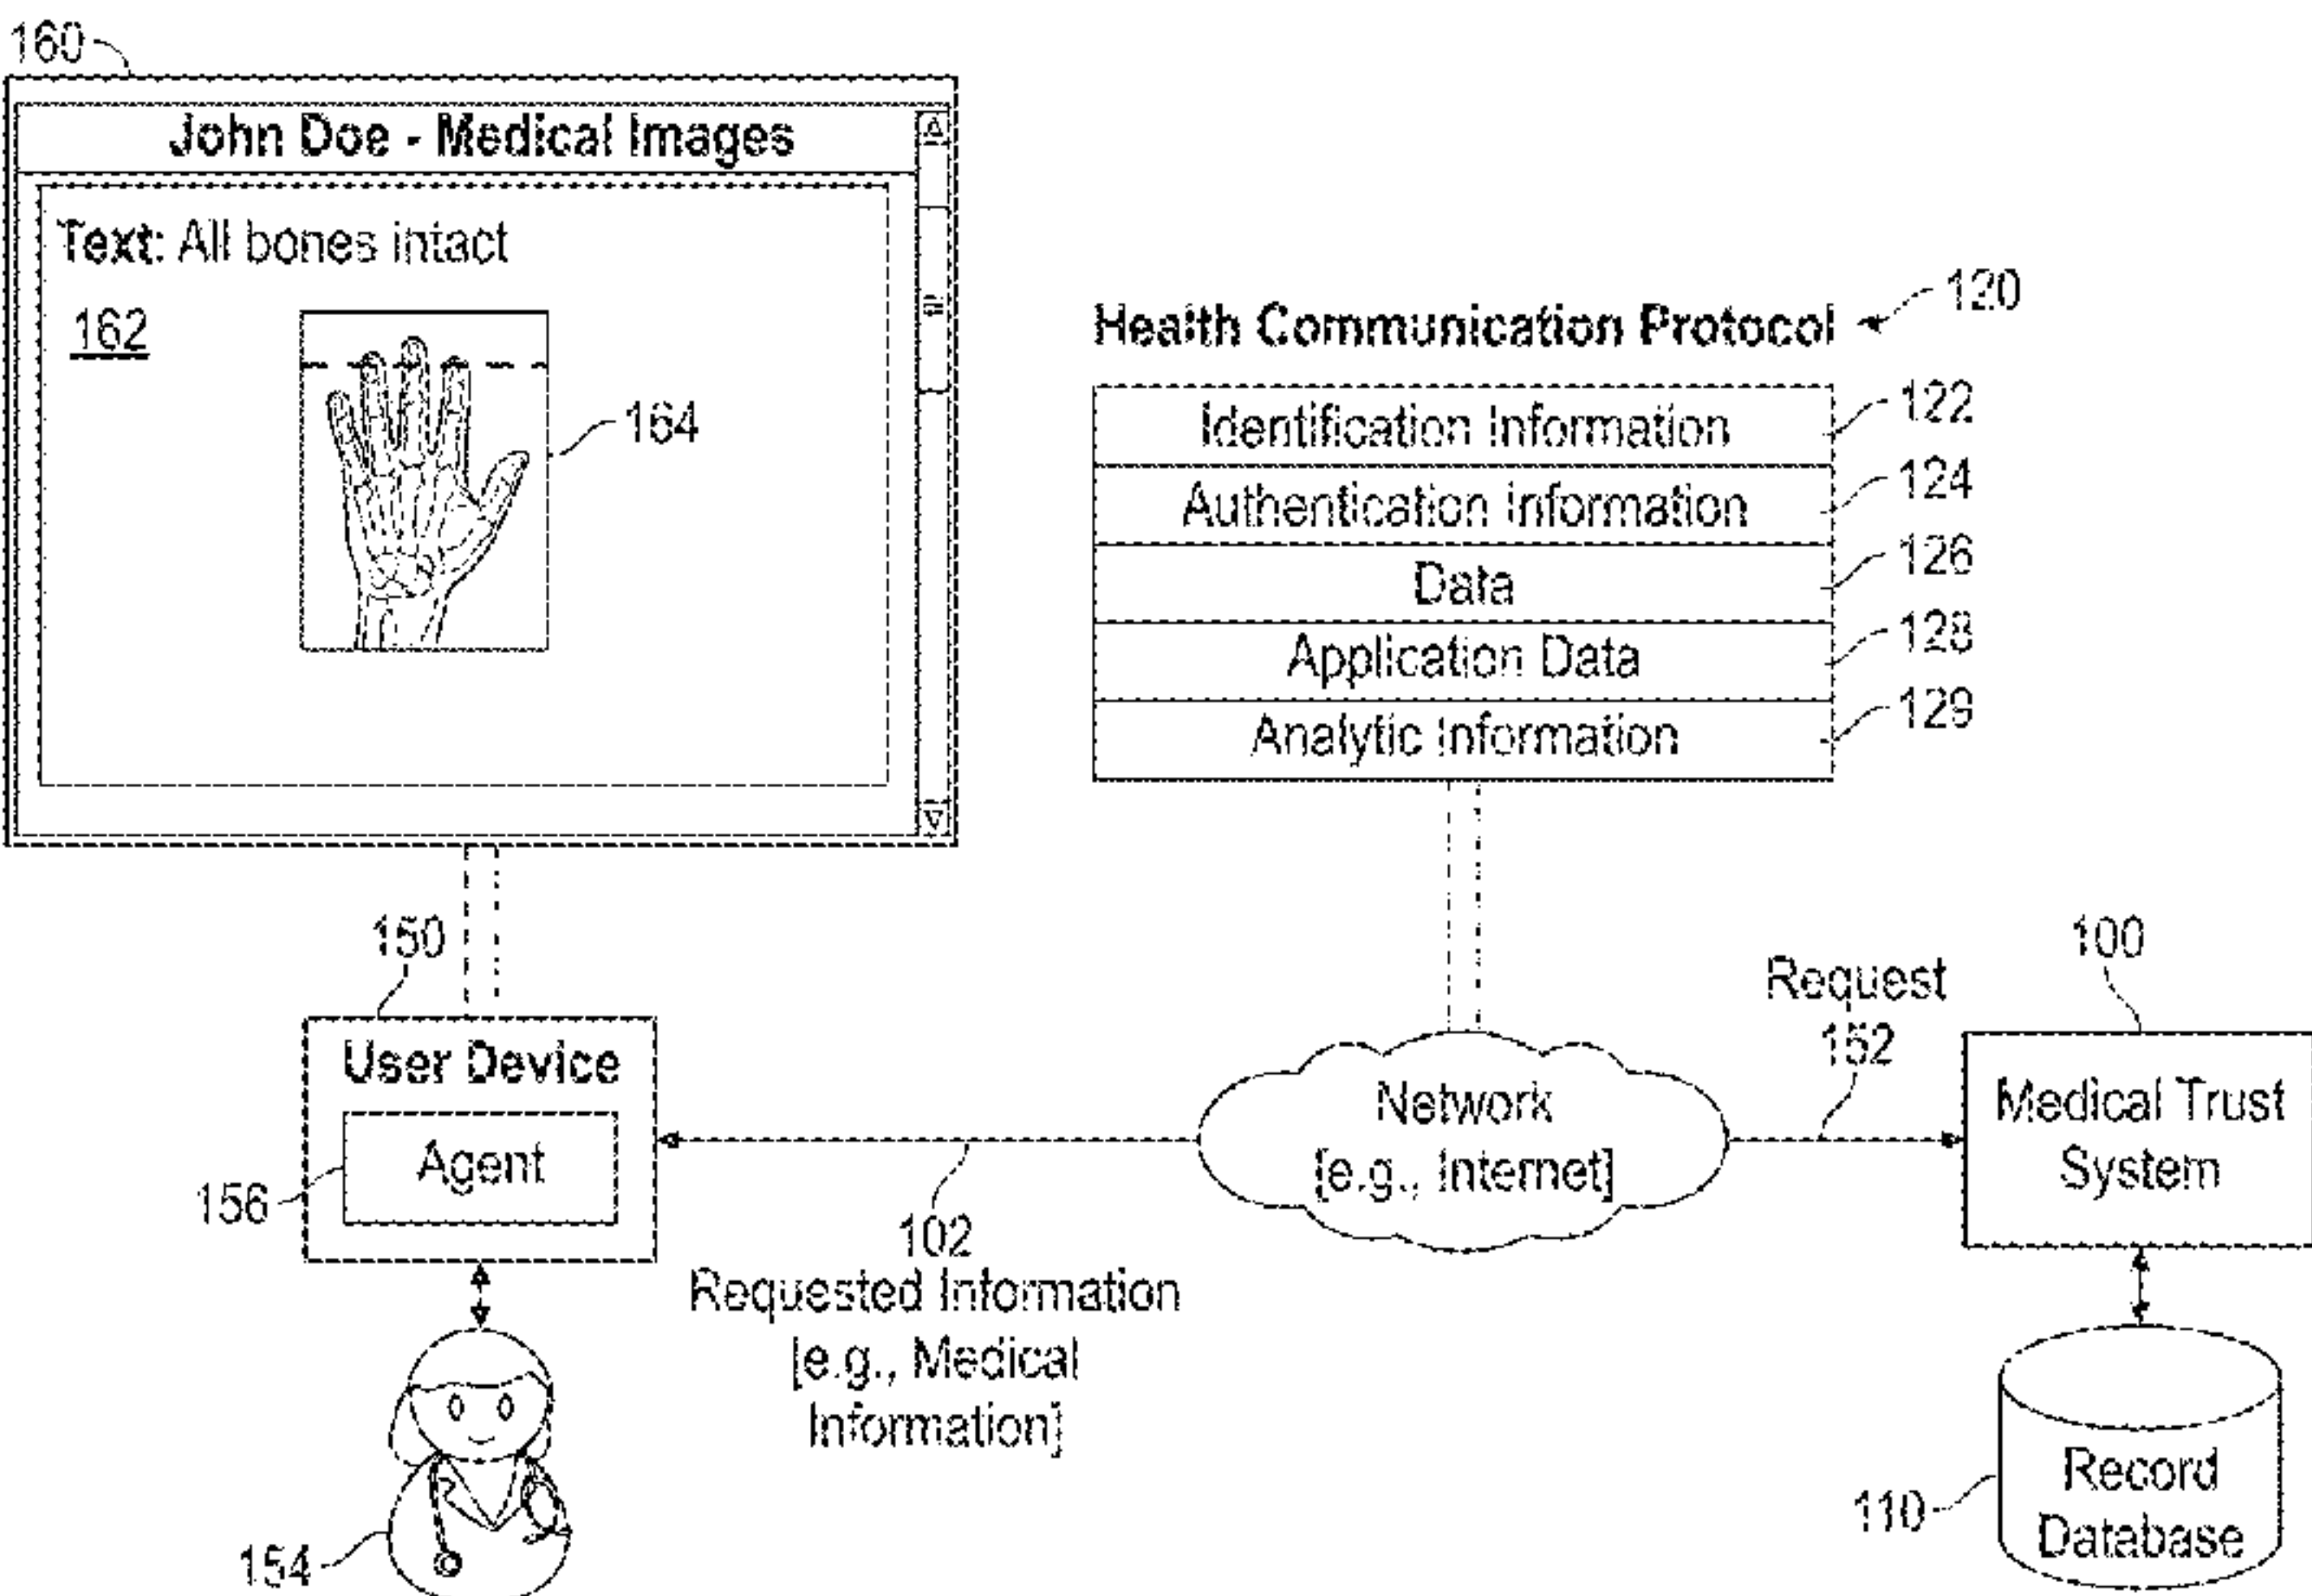 160
John Doe - Medical Images
Text: All bones intact
162
164
Health Communication Protocol
120
Identification Information
122
Authentication Information
124
Data
126
Application Data
128
Analytic Information
129
150
User Device
Agent
156
154
102
Requested Information
[e.g., Medical
Information]
Network
[e.g., Internet]
Request
152
100
Medical Trust
System
Record
Database
110